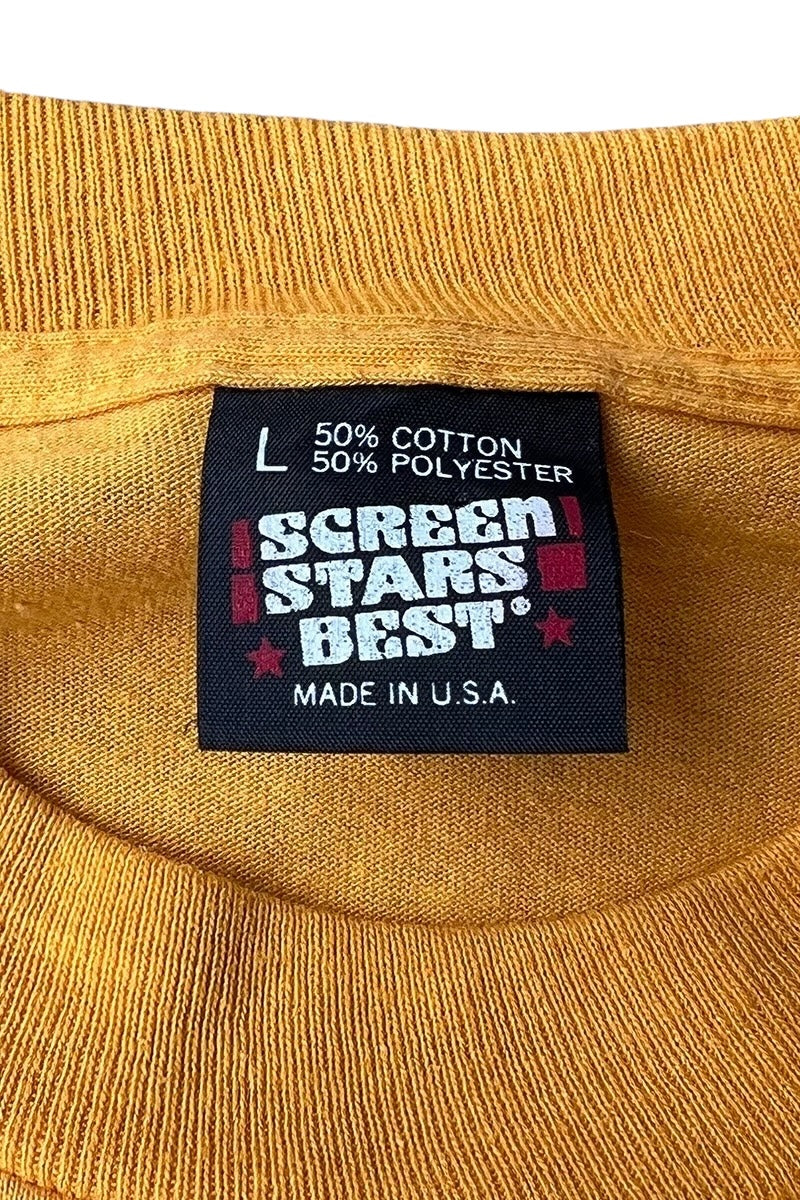 L 50% COTTON
50% POLYESTER
SCREEN
STARS
BEST®
MADE IN U.S.A.